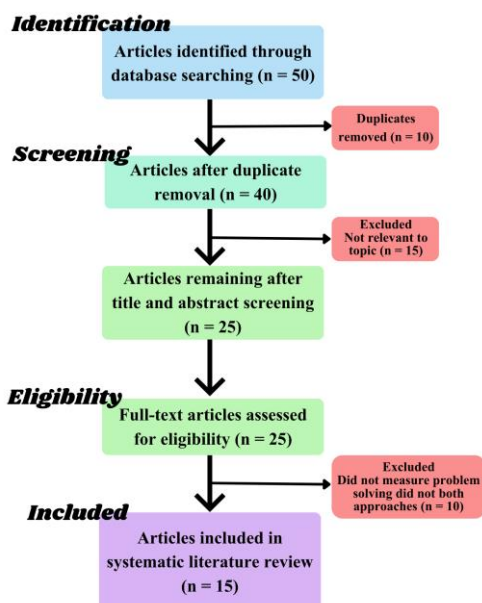 Identification
Articles identified through
database searching (n = 50)
Duplicates
removed (n = 10)
Screening
Articles after duplicate
removal (n = 40)
Excluded
Not relevant to
topic (n = 15)
Articles remaining after
title and abstract screening
(n = 25)
Eligibility
Full-text articles assessed
for eligibility (n = 25)
Excluded
Did not measure problem
solving did not both
approaches (n = 10)
Included
Articles included in
systematic literature review
(n = 15)